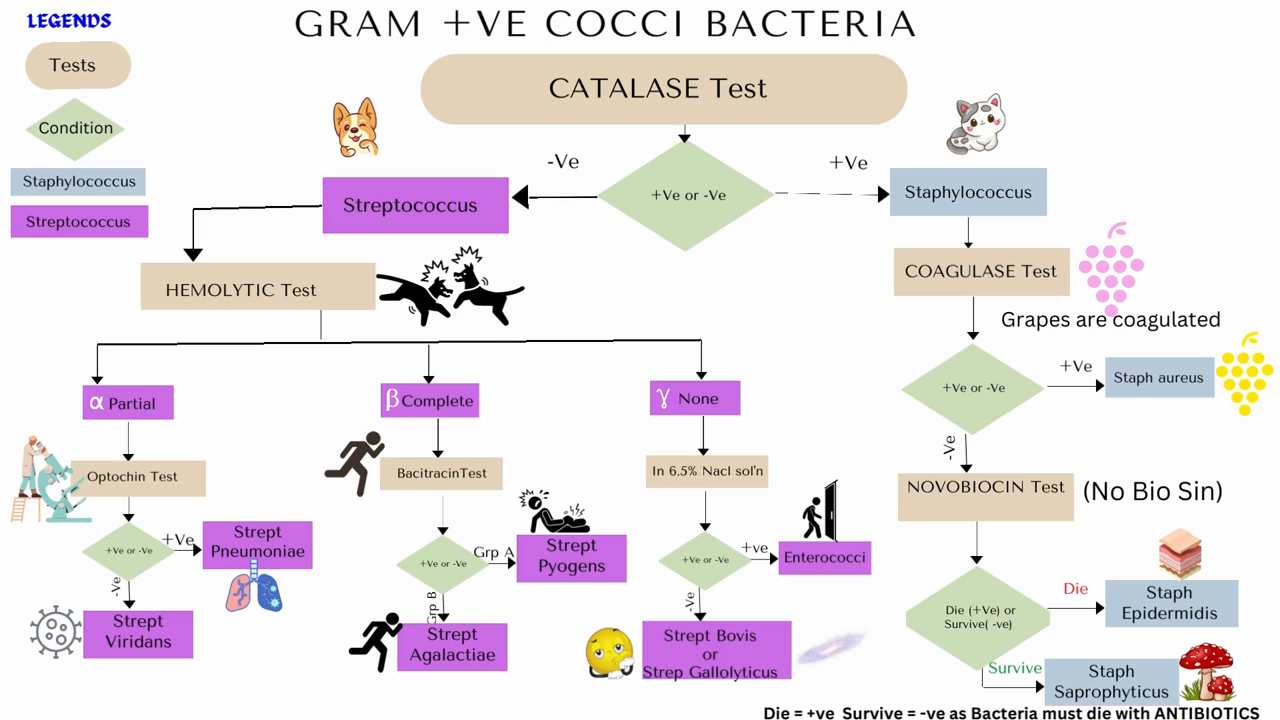 LEGENDS
GRAM +VE COCCI BACTERIA
Tests
CATALASE Test
Condition
-Ve
+Ve
+Ve or -Ve
Staphylococcus
Streptococcus
Streptococcus
Staphylococcus
HEMOLYTIC Test
COAGULASE Test
Grapes are coagulated
α Partial
β Complete
γ None
+Ve or -Ve
+Ve
Staph aureus
-Ve
Optochin Test
BacitracinTest
In 6.5% Nacl sol'n
NOVOBIOCIN Test
(No Bio Sin)
+Ve or -Ve
+Ve
Strept
Pneumoniae
-Ve
Strept
Viridans
+Ve or -Ve
Grp A
Strept
Pyogens
Grp B
Strept
Agalactiae
+Ve or -Ve
+ve
Enterococci
-Ve
Strept Bovis
or
Strep Gallolyticus
Die (+Ve) or
Survive( -ve)
Die
Staph
Epidermidis
Survive
Staph
Saprophyticus
Die = +ve Survive = -ve as Bacteria must die with ANTIBIOTICS